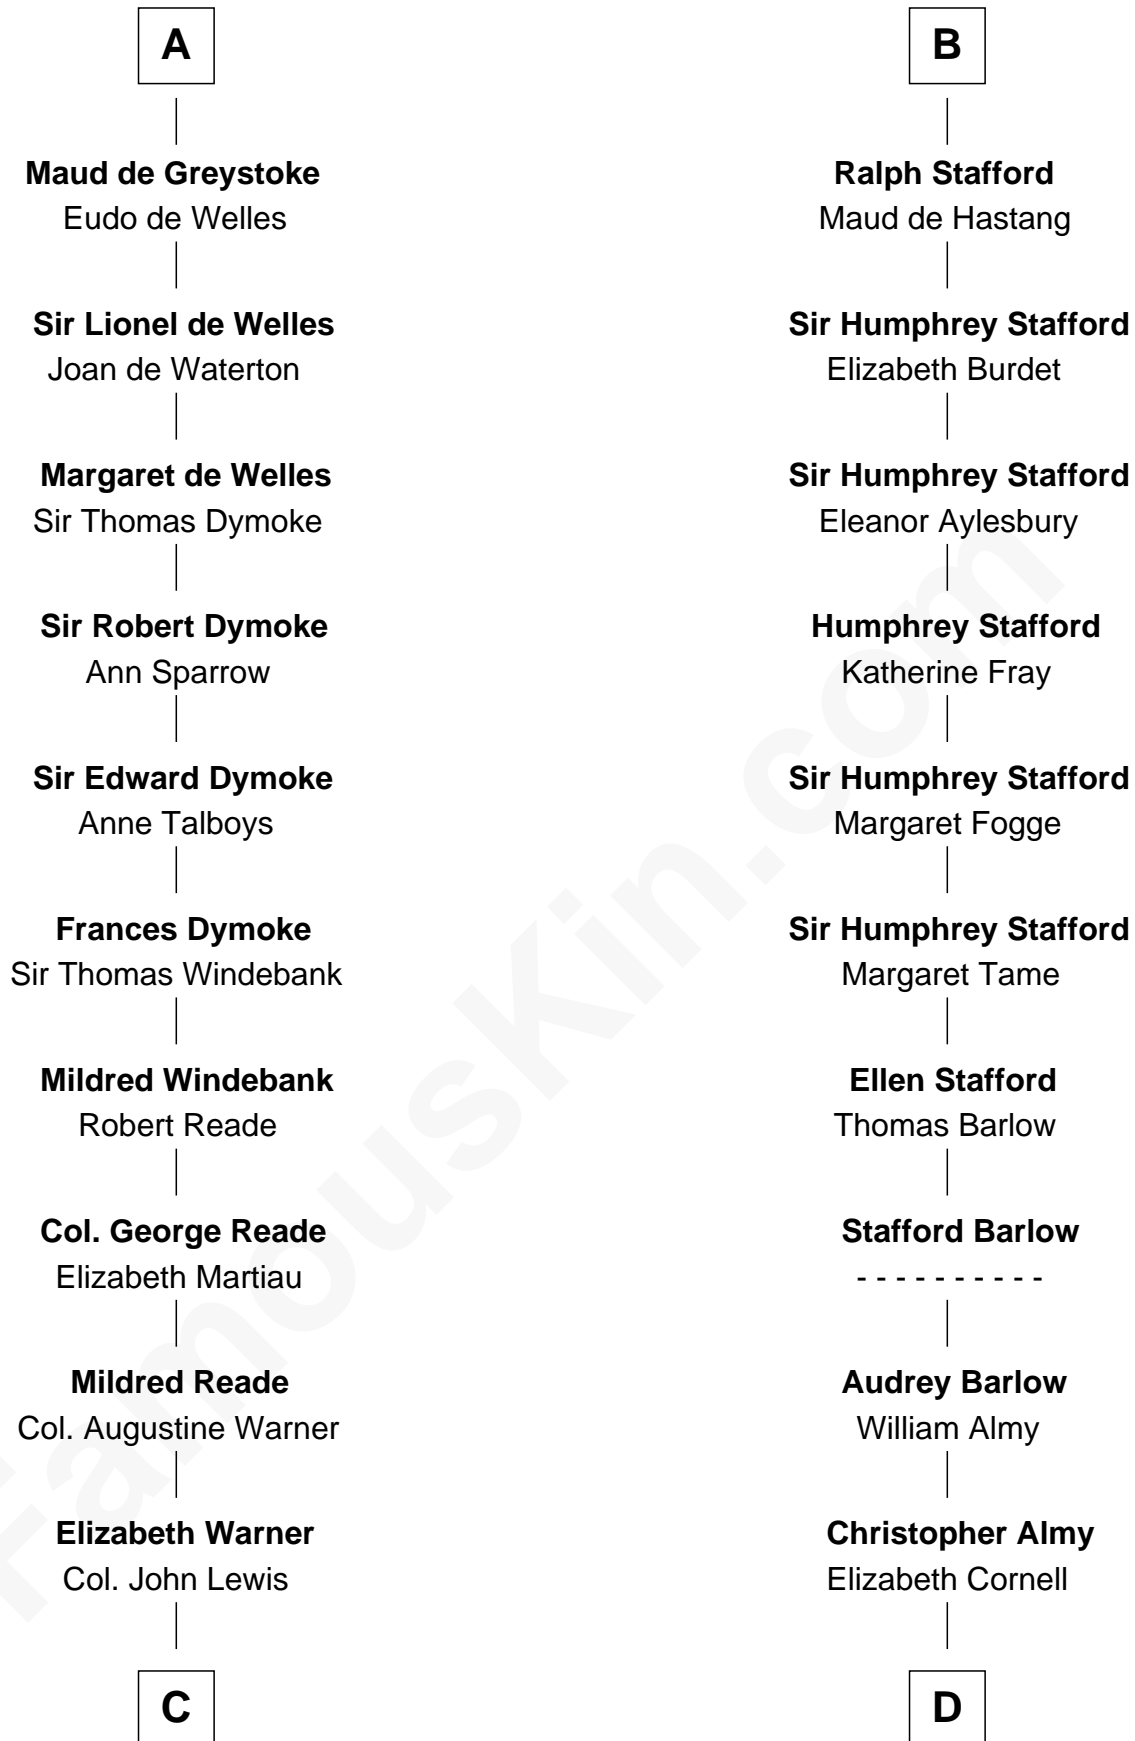 A
Maud de Greystoke
Eudo de Welles
Sir Lionel de Welles
Joan de Waterton
Margaret de Welles
Sir Thomas Dymoke
Sir Robert Dymoke
Ann Sparrow
Sir Edward Dymoke
Anne Talboys
Frances Dymoke
Sir Thomas Windebank
Mildred Windebank
Robert Reade
Col. George Reade
Elizabeth Martiau
Mildred Reade
Col. Augustine Warner
Elizabeth Warner
Col. John Lewis
C
B
Ralph Stafford
Maud de Hastang
Sir Humphrey Stafford
Elizabeth Burdet
Sir Humphrey Stafford
Eleanor Aylesbury
Humphrey Stafford
Katherine Fray
Sir Humphrey Stafford
Margaret Fogge
Sir Humphrey Stafford
Margaret Tame
Ellen Stafford
Thomas Barlow
Stafford Barlow
- - - - - - - - - -
Audrey Barlow
William Almy
Christopher Almy
Elizabeth Cornell
D
FamousKin.com